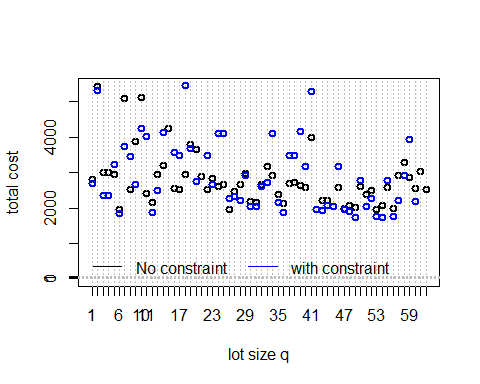 total cost
4000
2000
0
No constraint with constraint
1 6 10 11 17 23 29 35 41 47 53 59
lot size q